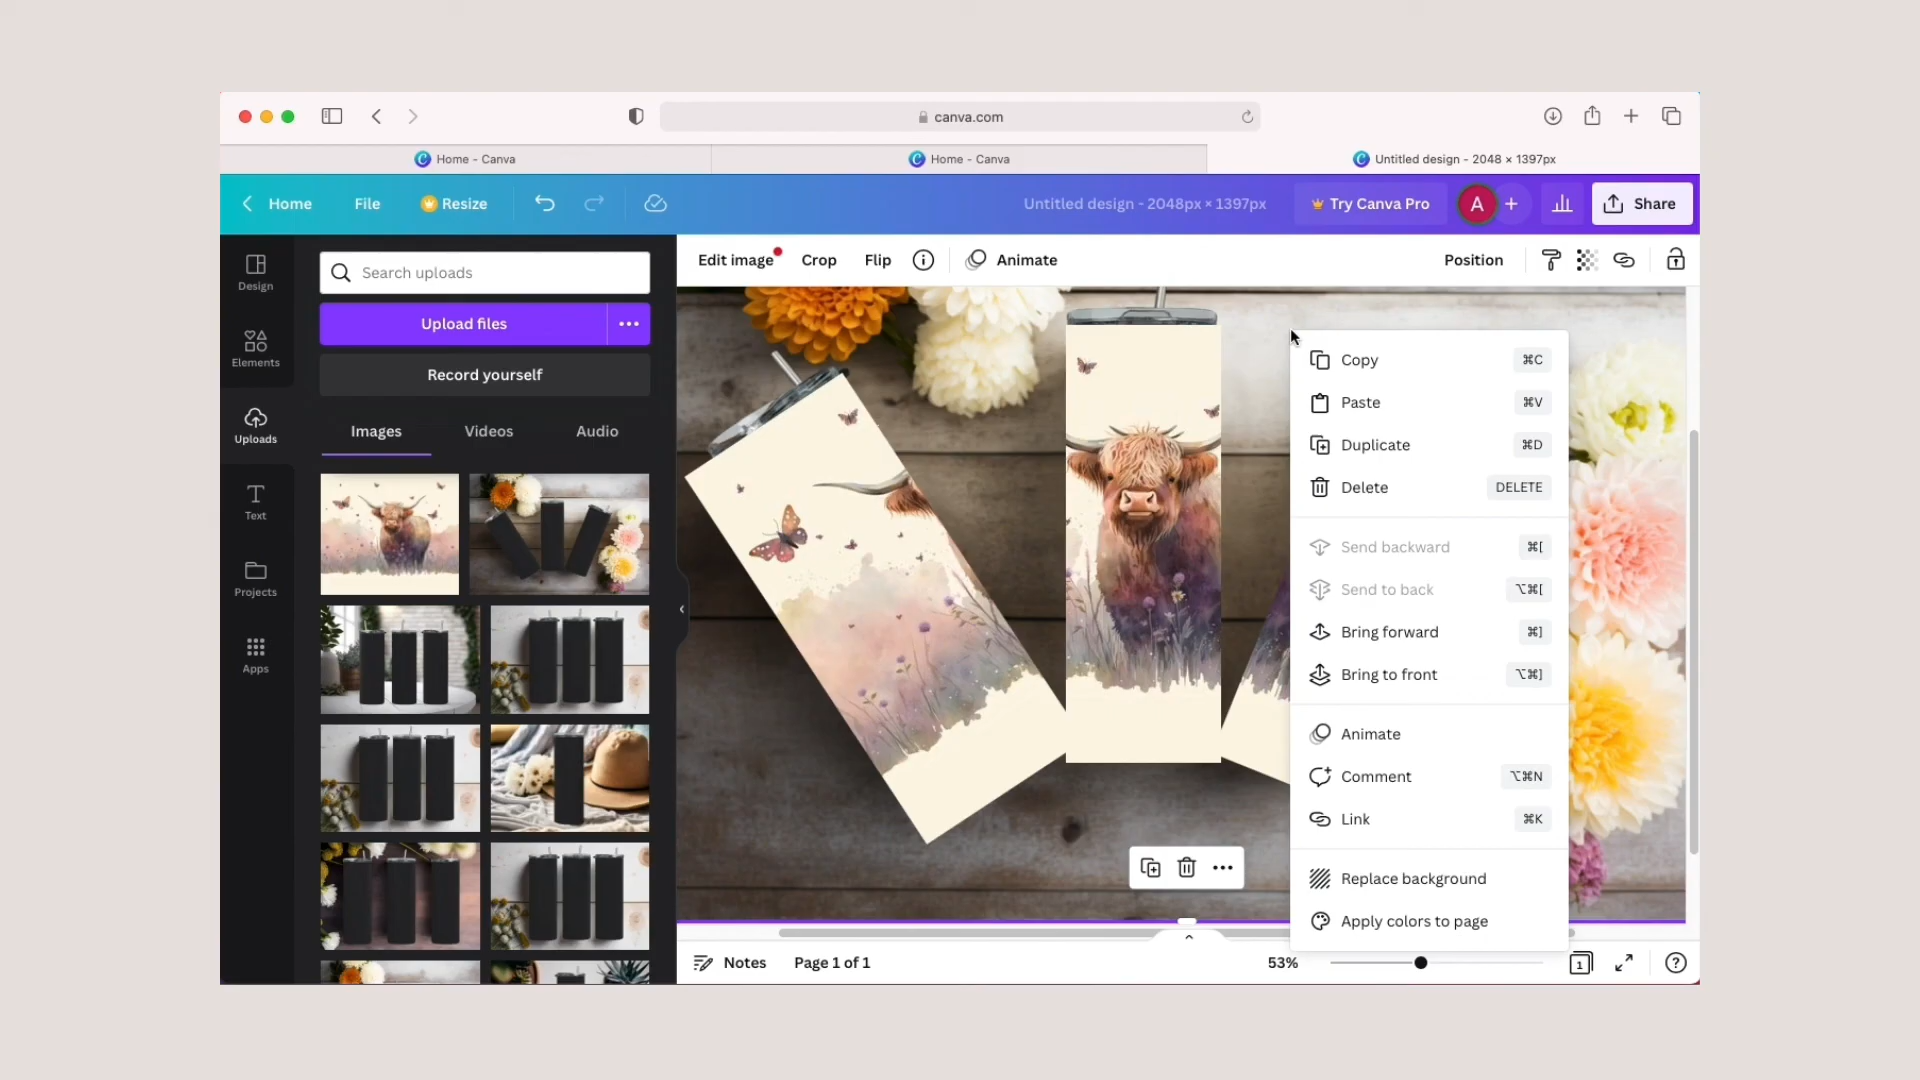 canva.com
Home - Canva
Home - Canva
Untitled design - 2048 × 1397px
Home
File
Resize
Untitled design - 2048px × 1397px
Try Canva Pro
A
Share
Design
Elements
Uploads
Text
Projects
Apps
Search uploads
Upload files
Record yourself
Images
Videos
Audio
Edit image
Crop
Flip
Animate
Position
Copy ⌘C
Paste ⌘V
Duplicate ⌘D
Delete DELETE
Send backward ⌘[
Send to back ⌥⌘[
Bring forward ⌘]
Bring to front ⌥⌘]
Animate
Comment ⌥⌘N
Link ⌘K
Replace background
Apply colors to page
Notes
Page 1 of 1
53%
1